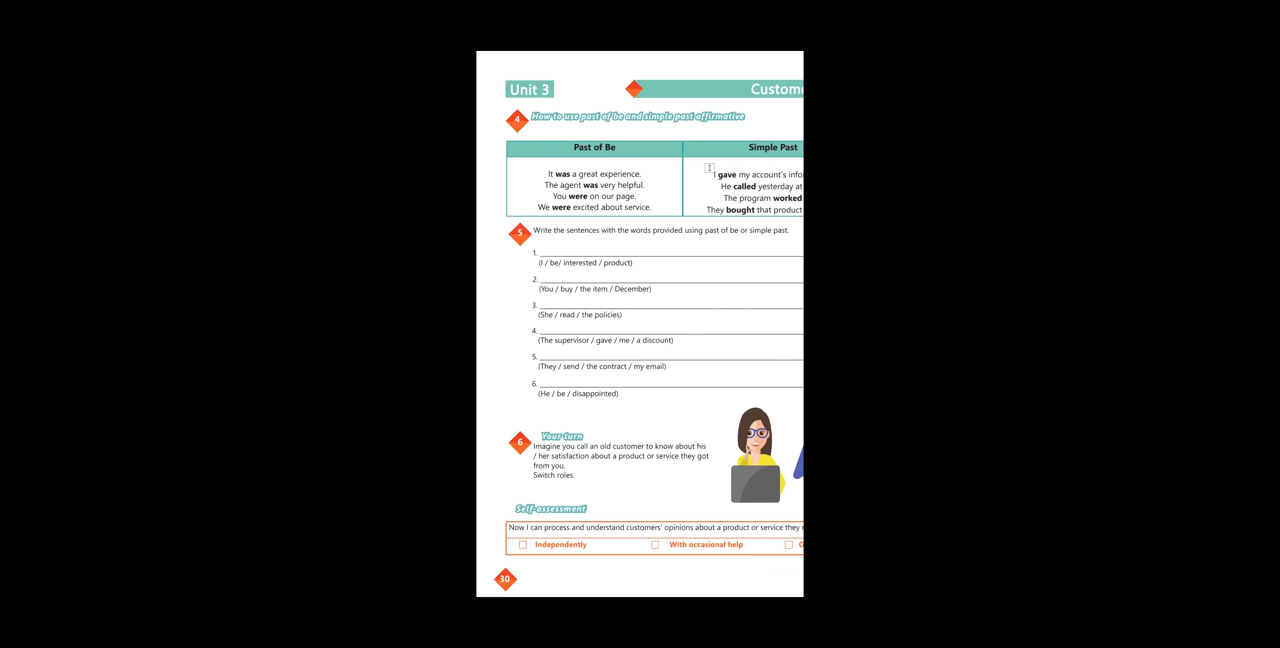 Unit 3
Custome
4
How to use past of be and simple past affirmative
Past of Be
Simple Past
It was a great experience.
The agent was very helpful.
You were on our page.
We were excited about service.
I gave my account's info
He called yesterday at
The program worked
They bought that product
5
Write the sentences with the words provided using past of be or simple past.
1.
(I / be/ interested / product)
2.
(You / buy / the item / December)
3.
(She / read / the policies)
4.
(The supervisor / gave / me / a discount)
5.
(They / send / the contract / my email)
6.
(He / be / disappointed)
6
Your turn
Imagine you call an old customer to know about his
/ her satisfaction about a product or service they got
from you.
Switch roles.
Self-assessment
Now I can process and understand customers' opinions about a product or service they
Independently
With occasional help
30